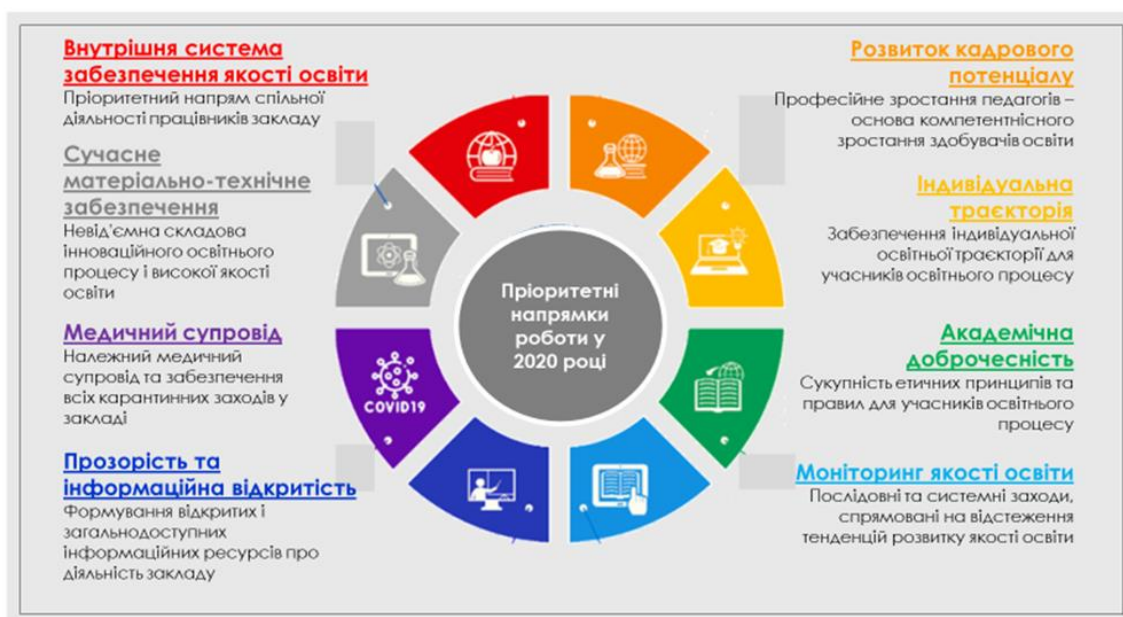 Внутрішня система
забезпечення якості освіти
Пріоритетний напрям спільної
діяльності працівників закладу
Сучасне
матеріально-технічне
забезпечення
Невід'ємна складова
інноваційного освітнього
процесу і високої якості
освіти
Медичний супровід
Належний медичний
супровід та забезпечення
всіх карантинних заходів у
закладі
Прозорість та
інформаційна відкритість
Формування відкритих і
загальнодоступних
інформаційних ресурсів про
діяльність закладу
COVID19
Пріоритетні
напрямки
роботи у
2020 році
Розвиток кадрового
потенціалу
Професійне зростання педагогів –
основа компетентнісного
зростання здобувачів освіти
Індивідуальна
траєкторія
Забезпечення індивідуальної
освітньої траєкторії для
учасників освітнього процесу
Академічна
доброчесність
Сукупність етичних принципів та
правил для учасників освітнього
процесу
Моніторинг якості освіти
Послідовні та системні заходи,
спрямовані на відстеження
тенденцій розвитку якості освіти